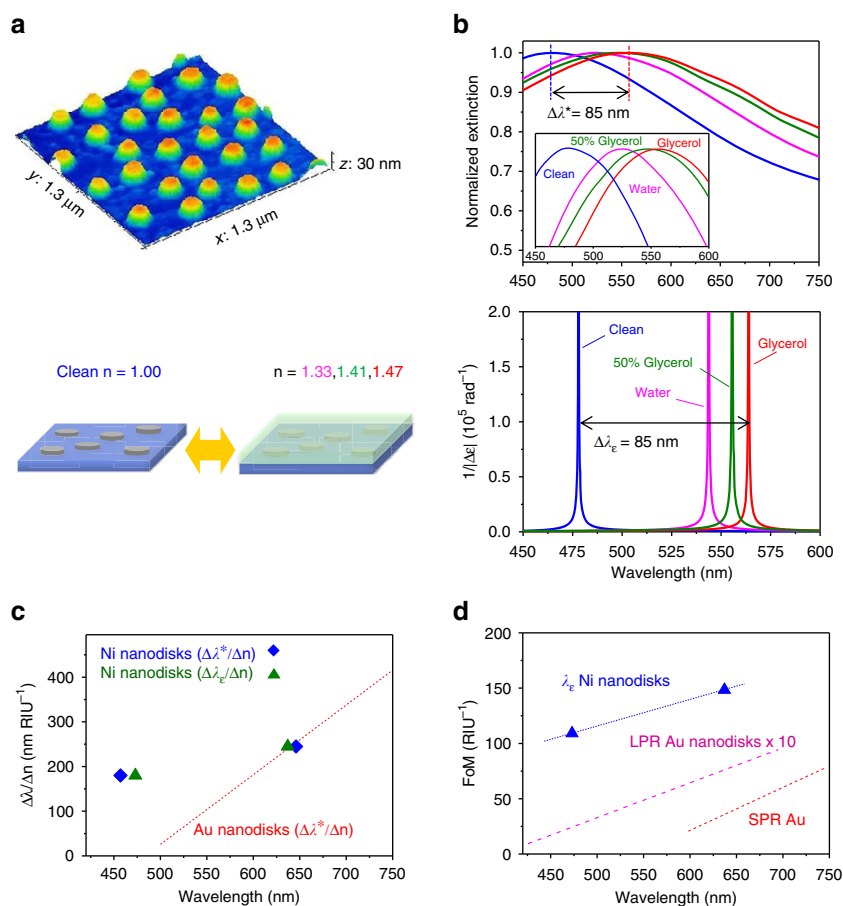 a
y: 1.3 μm
x: 1.3 μm
z: 30 nm
Clean n = 1.00
n = 1.33,1.41,1.47
b
Normalized extinction
1.0
0.9
0.8
0.7
0.6
0.5
Δλ* = 85 nm
50% Glycerol
Glycerol
Clean
Water
450 500 550 600
450 500 550 600 650 700 750
1/|Δε| (10⁵ rad⁻¹)
2.0
1.5
1.0
0.5
0.0
Clean
50% Glycerol
Glycerol
Water
Δλε = 85 nm
450 475 500 525 550 575 600
Wavelength (nm)
c
Δλ/Δn (nm RIU⁻¹)
400
300
200
100
0
Ni nanodisks (Δλ*/Δn)
Ni nanodisks (Δλε/Δn)
Au nanodisks (Δλ*/Δn)
450 500 550 600 650 700 750
Wavelength (nm)
d
FoM (RIU⁻¹)
200
150
100
50
0
λε Ni nanodisks
LPR Au nanodisks x 10
SPR Au
450 500 550 600 650 700 750
Wavelength (nm)